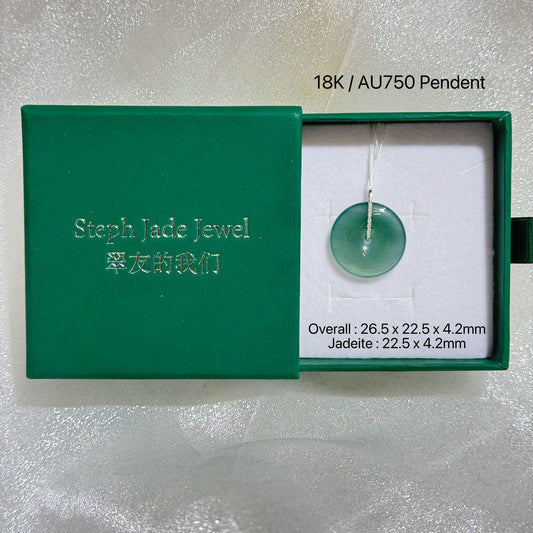 18K / AU750 Pendent
Steph Jade Jewel
翠友的我们
Overall : 26.5 x 22.5 x 4.2mm
Jadeite : 22.5 x 4.2mm